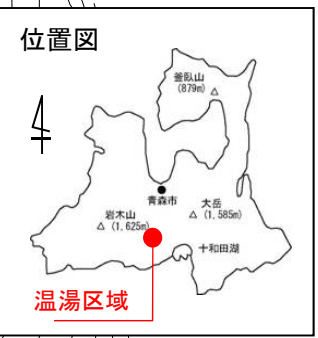 位置図
釜臥山
(879m) △
青森市
岩木山
△ (1,625m)
大岳
△ (1,585m)
十和田湖
温湯区域